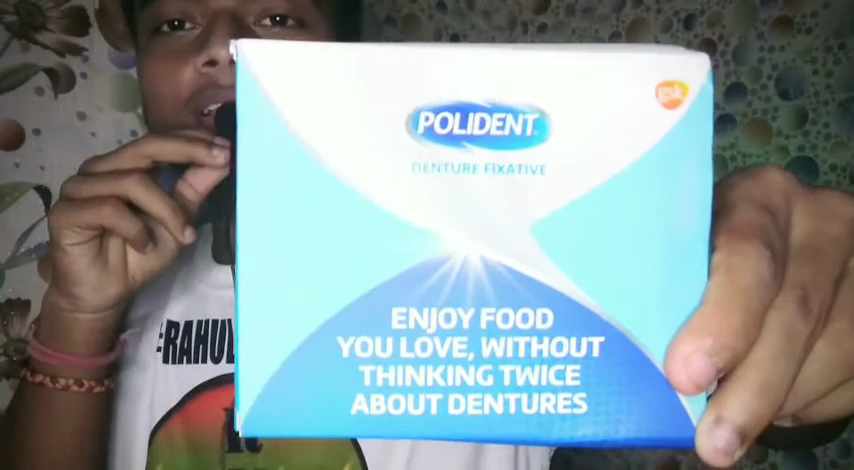 gsk
POLIDENT
DENTURE FIXATIVE
#RAHUL
ENJOY FOOD
YOU LOVE, WITHOUT
THINKING TWICE
ABOUT DENTURES